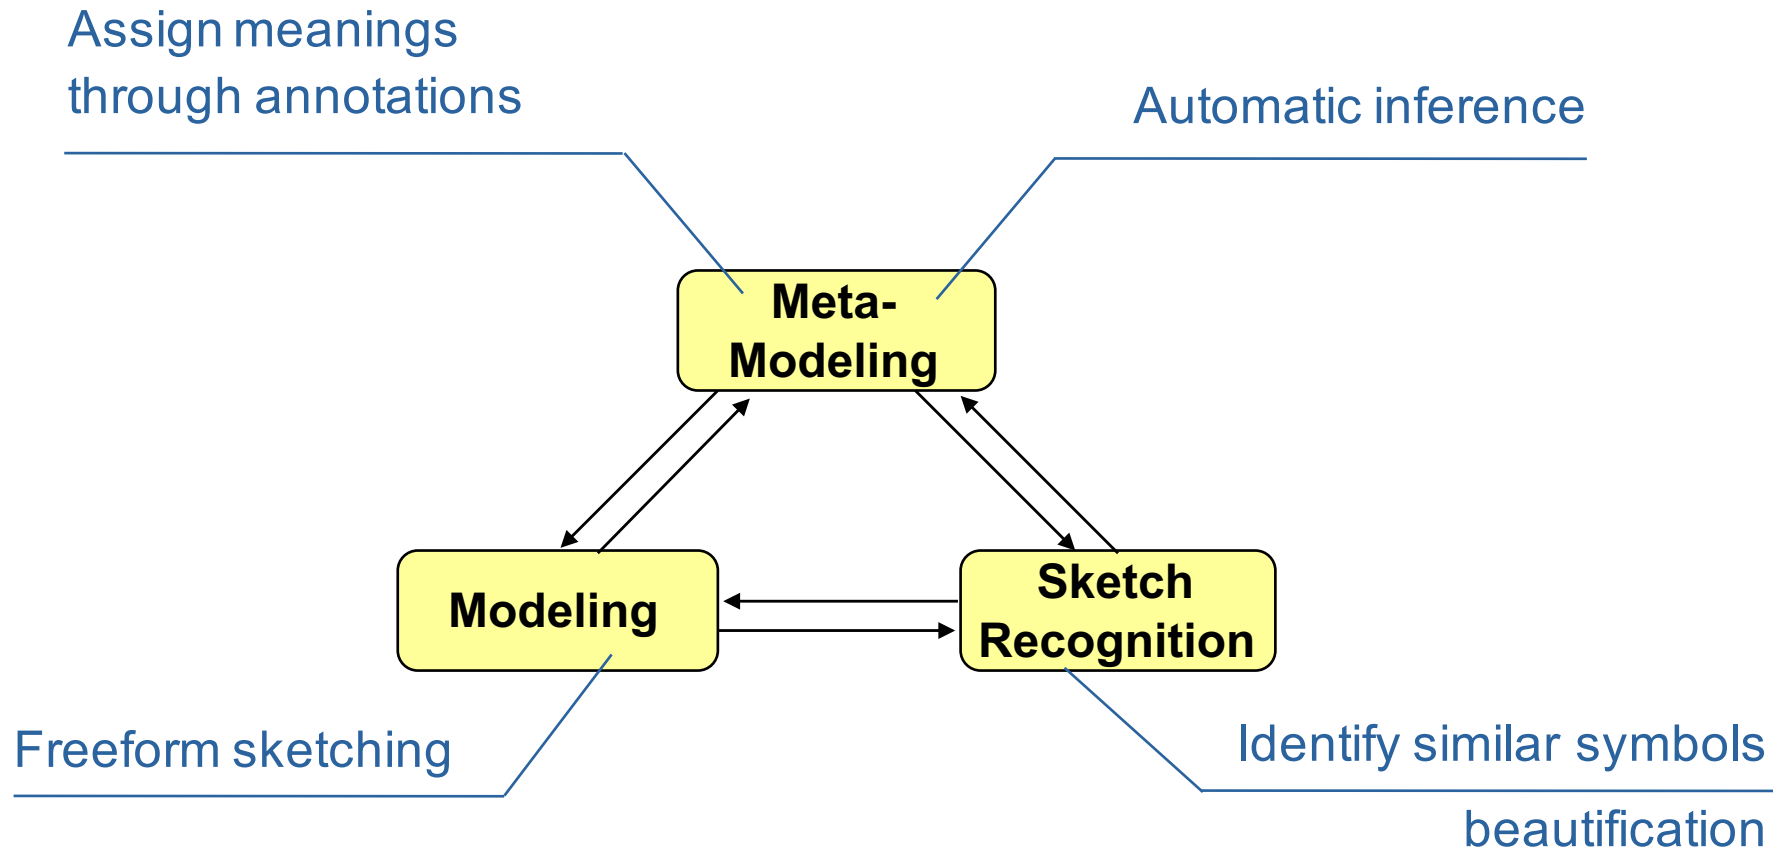 Assign meanings
through annotations
Automatic inference
Meta-
Modeling
Modeling
Sketch
Recognition
Freeform sketching
Identify similar symbols
beautification